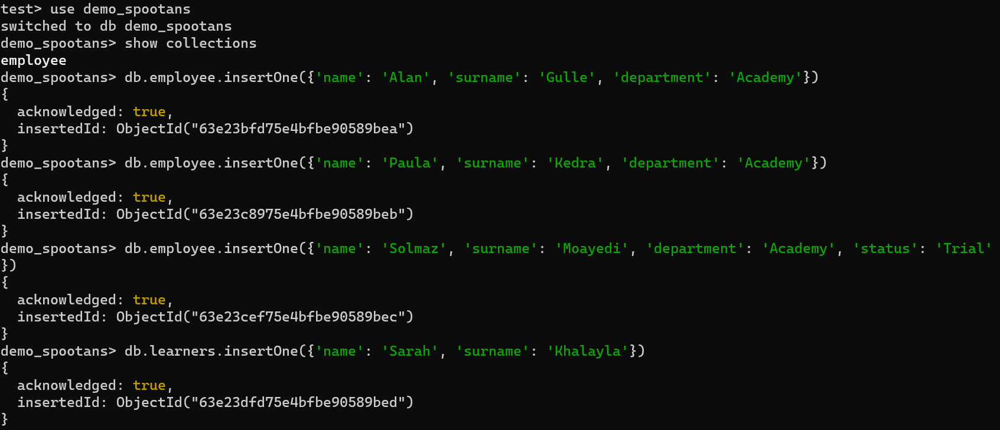 test> use demo_spootans
switched to db demo_spootans
demo_spootans> show collections
employee
demo_spootans> db.employee.insertOne({'name': 'Alan', 'surname': 'Gulle', 'department': 'Academy'})
{
  acknowledged: true,
  insertedId: ObjectId("63e23bfd75e4bfbe90589bea")
}
demo_spootans> db.employee.insertOne({'name': 'Paula', 'surname': 'Kedra', 'department': 'Academy'})
{
  acknowledged: true,
  insertedId: ObjectId("63e23c8975e4bfbe90589beb")
}
demo_spootans> db.employee.insertOne({'name': 'Solmaz', 'surname': 'Moayedi', 'department': 'Academy', 'status': 'Trial'
})
{
  acknowledged: true,
  insertedId: ObjectId("63e23cef75e4bfbe90589bec")
}
demo_spootans> db.learners.insertOne({'name': 'Sarah', 'surname': 'Khalayla'})
{
  acknowledged: true,
  insertedId: ObjectId("63e23dfd75e4bfbe90589bed")
}